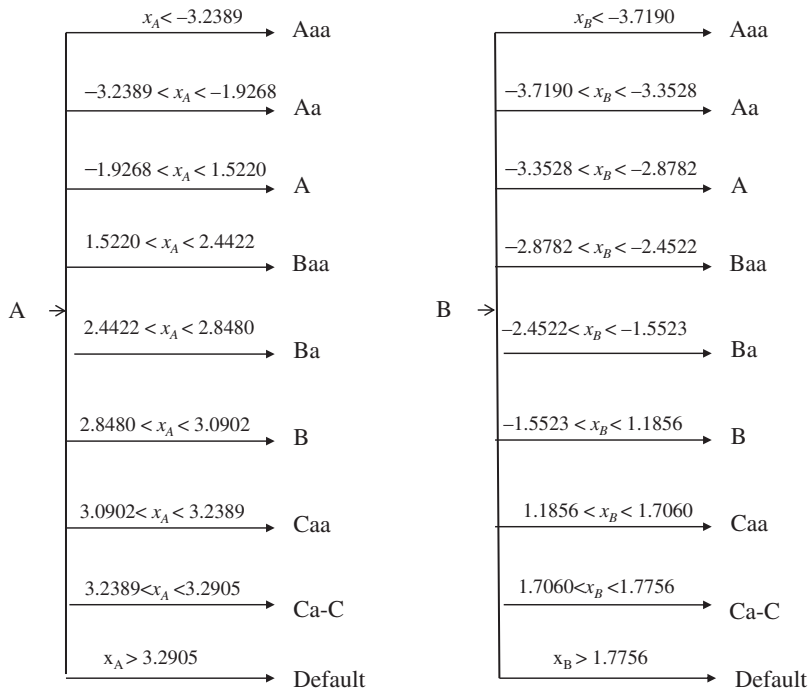 x_A < −3.2389
Aaa
−3.2389 < x_A < −1.9268
Aa
−1.9268 < x_A < 1.5220
A
1.5220 < x_A < 2.4422
Baa
A
2.4422 < x_A < 2.8480
Ba
2.8480 < x_A < 3.0902
B
3.0902 < x_A < 3.2389
Caa
3.2389 < x_A < 3.2905
Ca-C
x_A > 3.2905
Default
x_B < −3.7190
Aaa
−3.7190 < x_B < −3.3528
Aa
−3.3528 < x_B < −2.8782
A
−2.8782 < x_B < −2.4522
Baa
B
−2.4522 < x_B < −1.5523
Ba
−1.5523 < x_B < 1.1856
B
1.1856 < x_B < 1.7060
Caa
1.7060 < x_B < 1.7756
Ca-C
x_B > 1.7756
Default